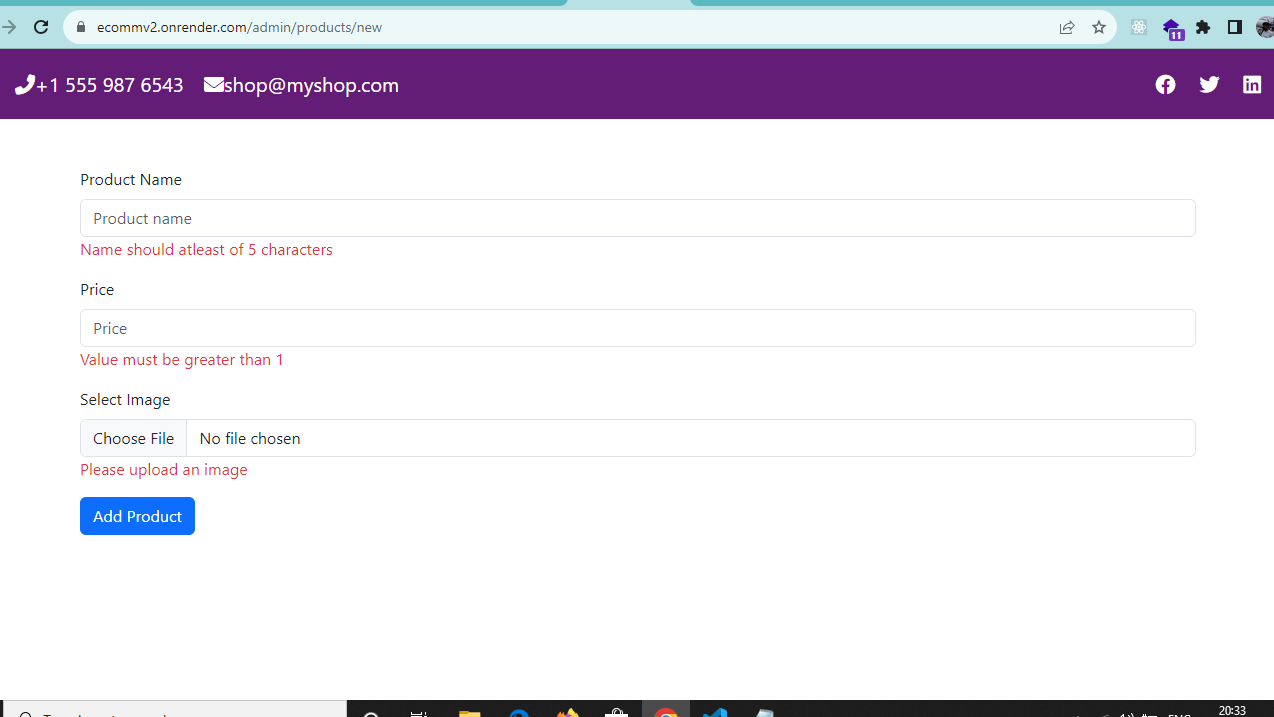 ecommv2.onrender.com/admin/products/new
11
+1 555 987 6543 shop@myshop.com
Product Name
Product name
Name should atleast of 5 characters
Price
Price
Value must be greater than 1
Select Image
Choose File No file chosen
Please upload an image
Add Product
20:33